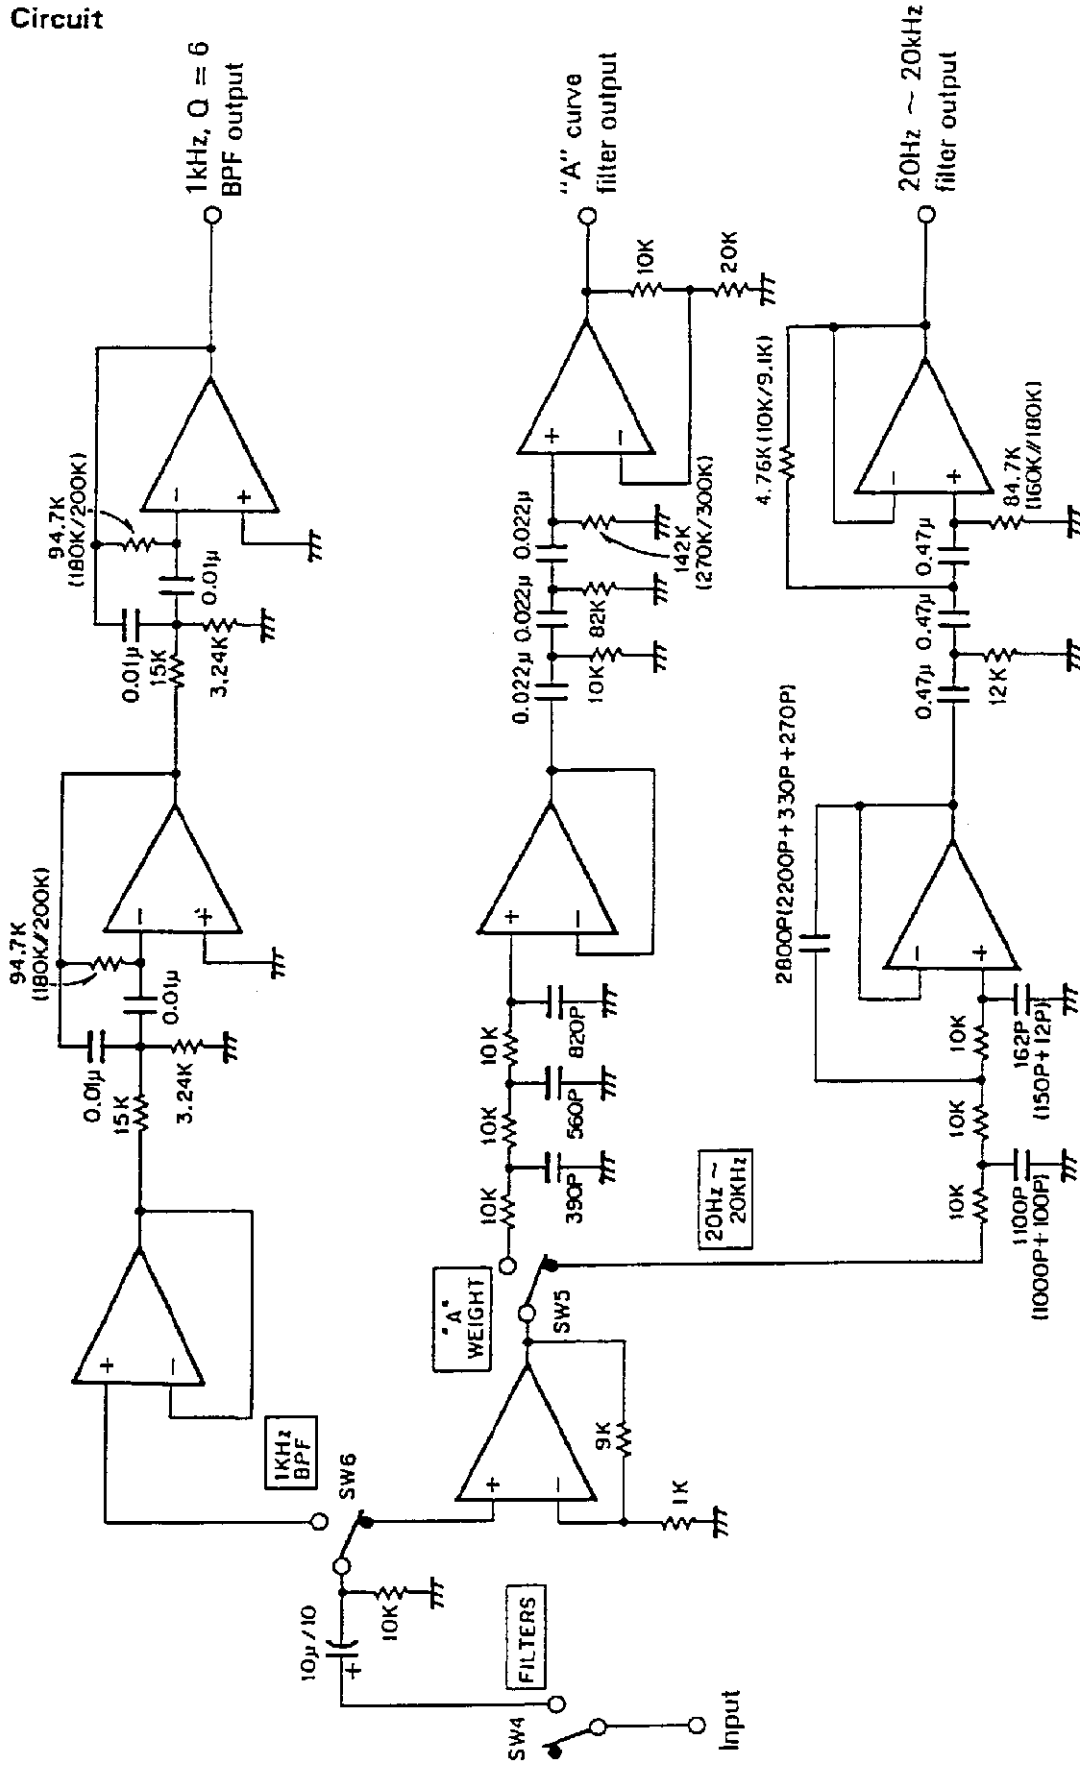 Circuit
1kHz, Q = 6
BPF output
"A" curve
filter output
20Hz ~ 20kHz
filter output
94.7K
(180K//200K)
0.01μ
0.01μ
15K
3.24K
-
+
94.7K
(180K/200K)
0.01μ
0.01μ
15K
3.24K
-
+
+
-
1KHz
BPF
SW6
10μ/10
+
10K
FILTERS
SW4
Input
+
-
9K
1K
"A"
WEIGHT
SW5
20Hz ~
20KHz
10K
10K
10K
390P
560P
820P
+
-
0.022μ
0.022μ
0.022μ
10K
82K
142K
(270K/300K)
+
-
10K
20K
10K
10K
10K
1100P
(1000P+100P)
162P
(150P+12P)
2800P(2200P+330P+270P)
-
+
0.47μ
0.47μ
0.47μ
12K
4.76K(10K/9.1K)
84.7K
(160K//180K)
-
+